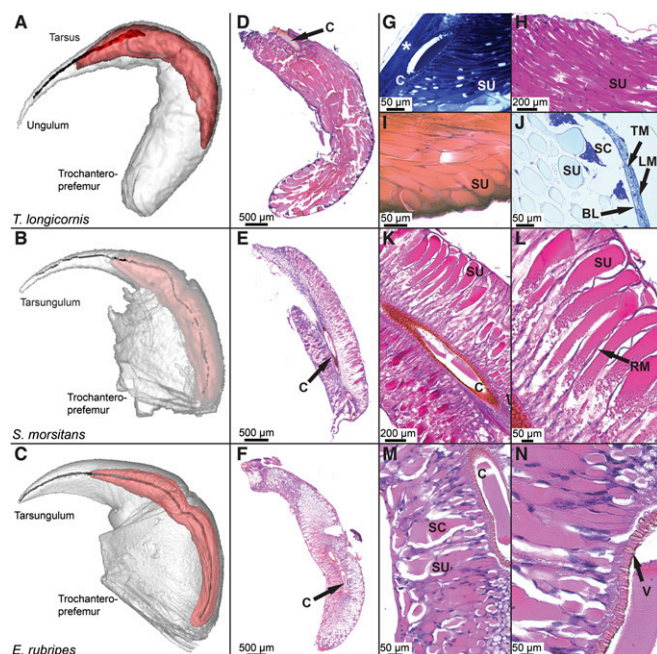 A
Tarsus
Ungulum
Trochantero-
prefemur
T. longicornis
B
Tarsungulum
Trochantero-
prefemur
S. morsitans
C
Tarsungulum
Trochantero-
prefemur
E. rubripes
D
C
500 µm
E
C
500 µm
F
C
500 µm
G
*
C
SU
50 µm
H
SU
200 µm
I
SU
50 µm
J
TM
SC
LM
SU
BL
50 µm
K
SU
C
200 µm
L
SU
RM
50 µm
M
C
SC
SU
50 µm
N
V
50 µm